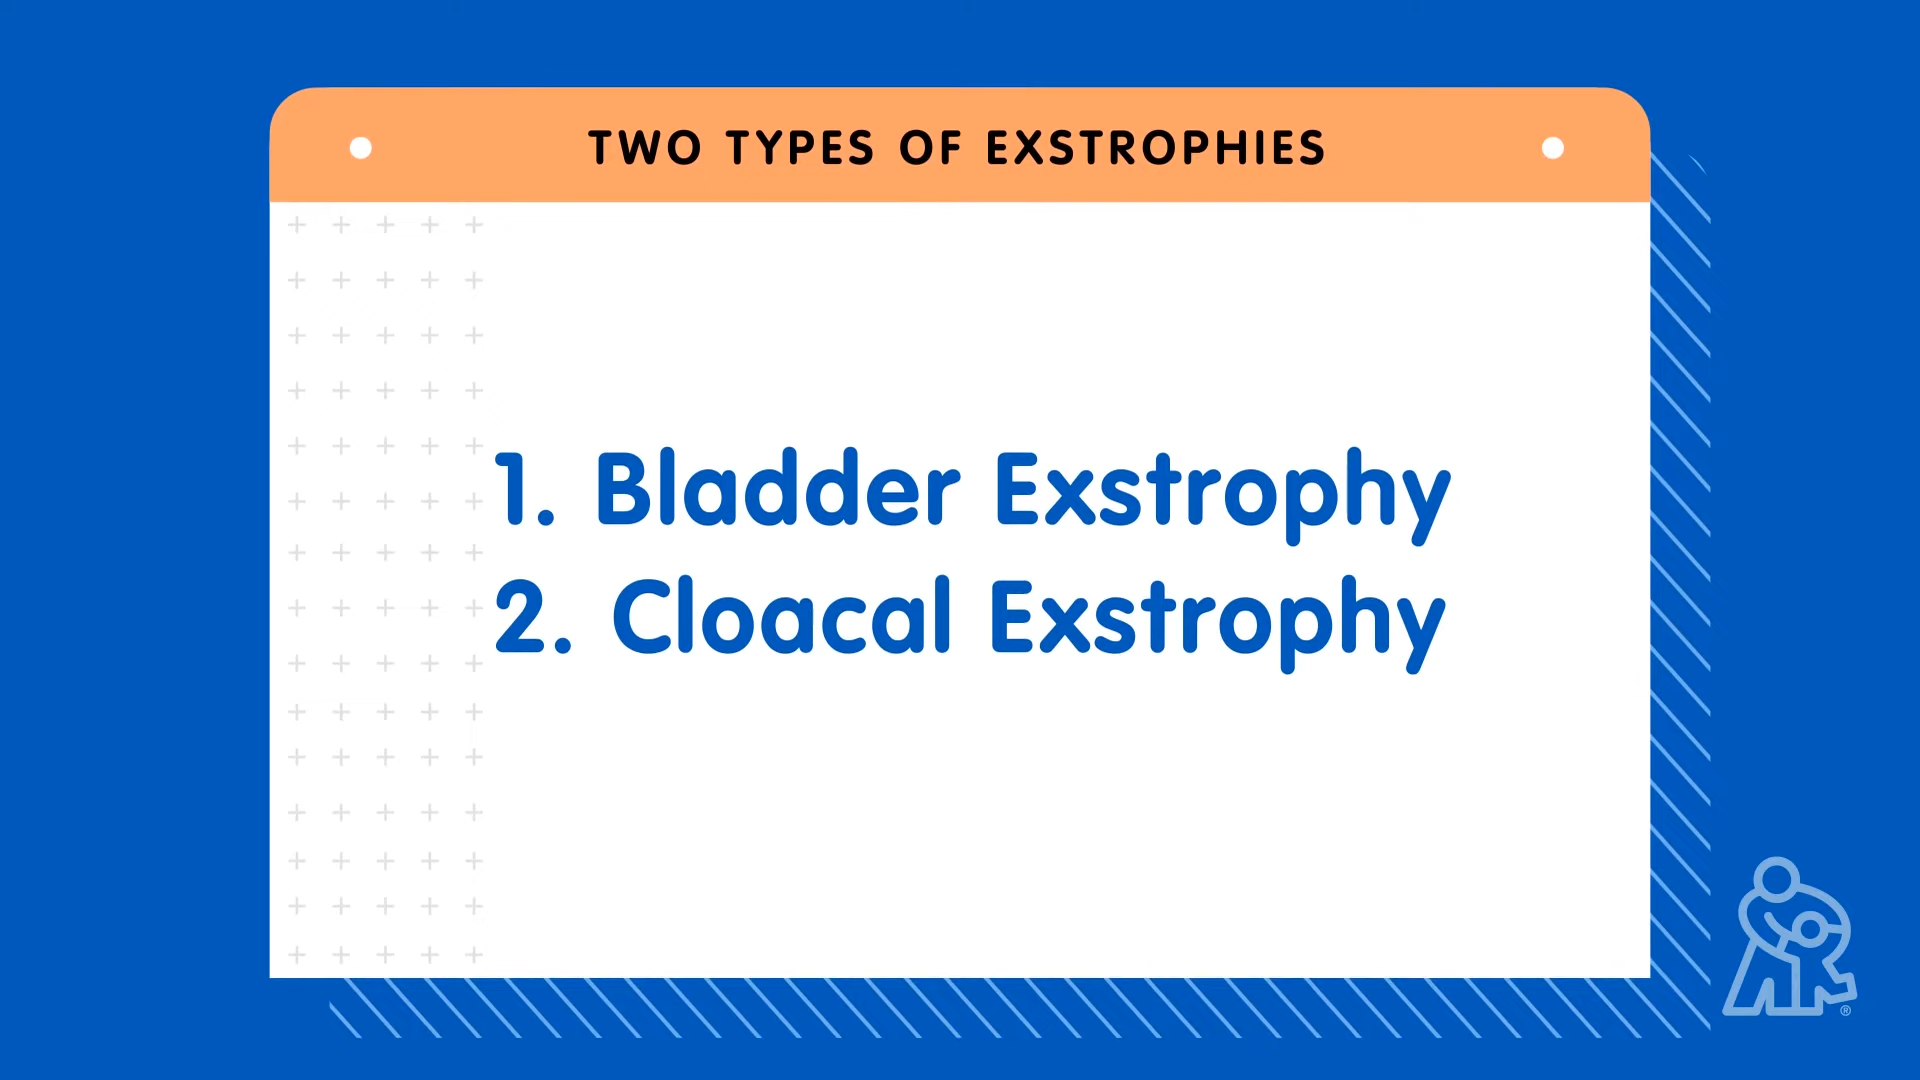 TWO TYPES OF EXSTROPHIES
1. Bladder Exstrophy
2. Cloacal Exstrophy
®